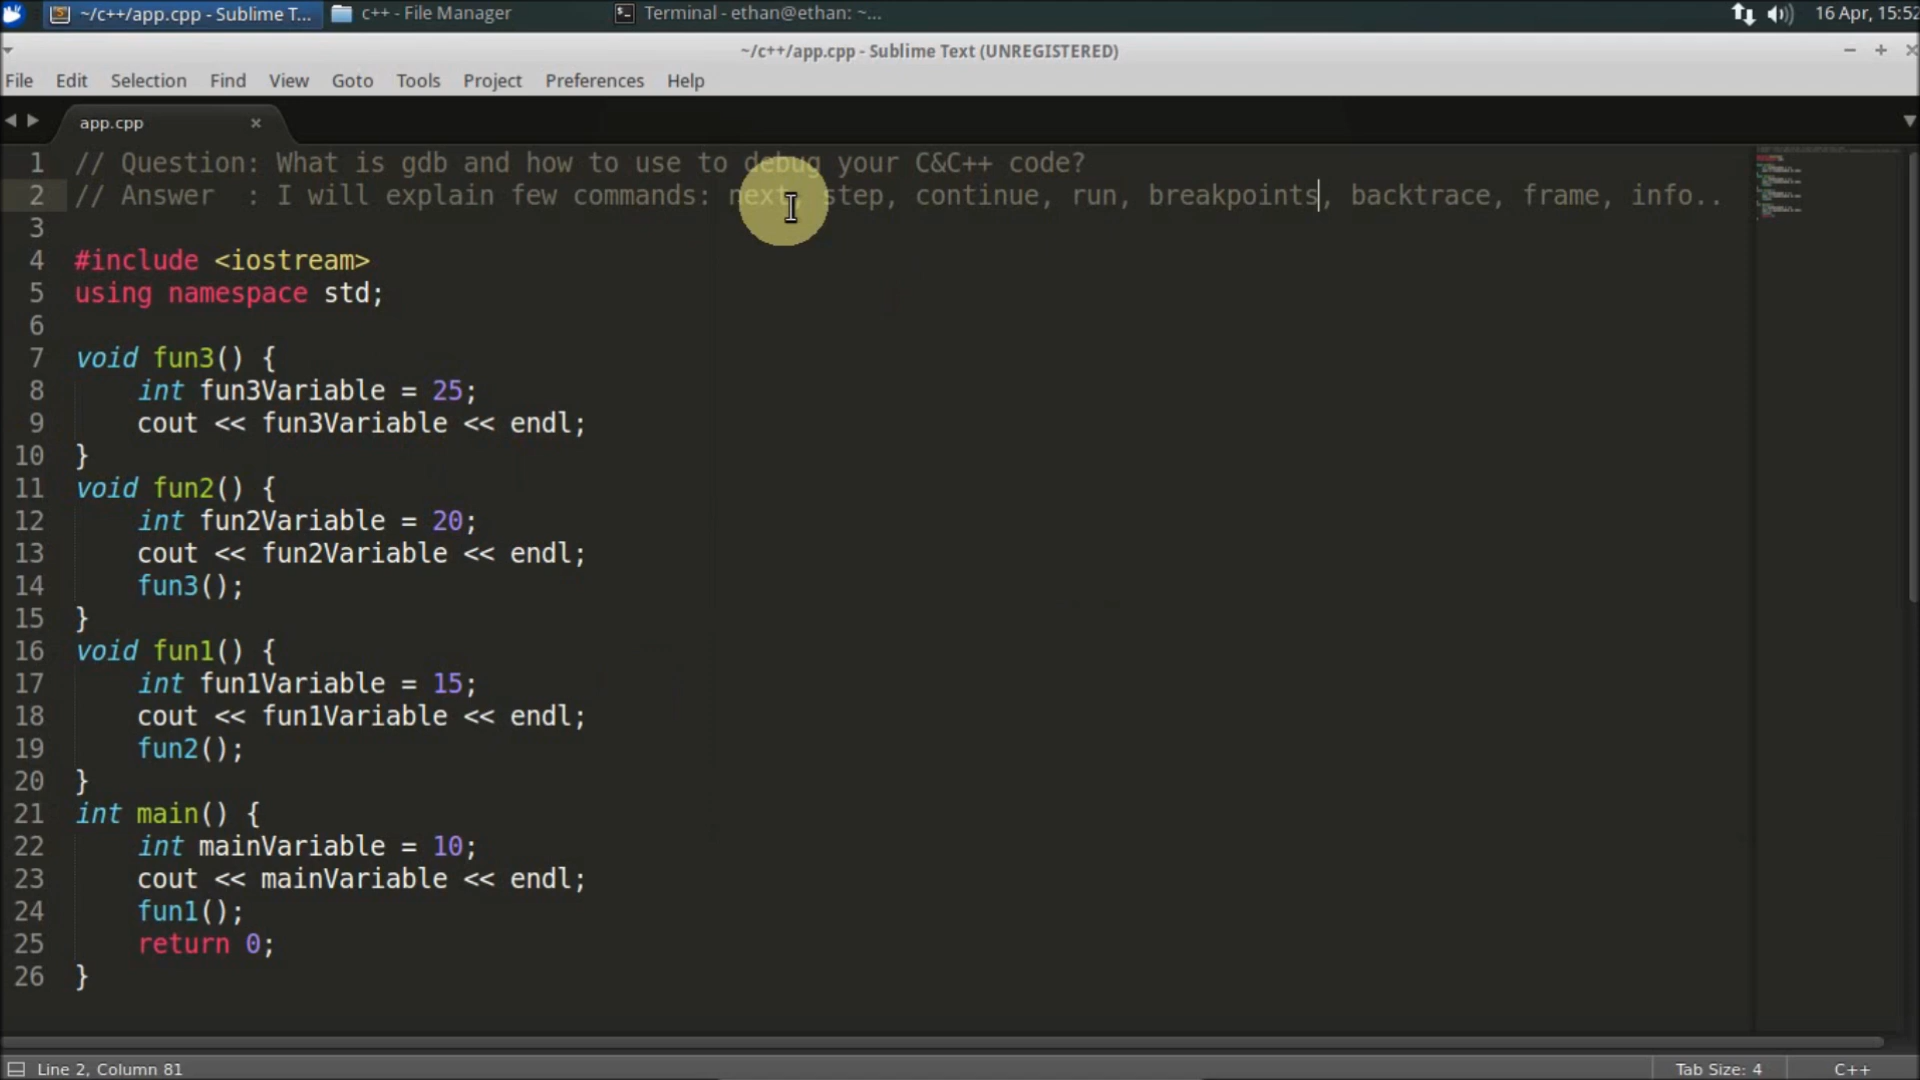 ~/c++/app.cpp - Sublime T... c++ - File Manager Terminal - ethan@ethan: ~... 16 Apr, 15:52
~/c++/app.cpp - Sublime Text (UNREGISTERED)
File Edit Selection Find View Goto Tools Project Preferences Help
app.cpp
1 // Question: What is gdb and how to use to debug your C&C++ code?
2 // Answer  : I will explain few commands: next, step, continue, run, breakpoints, backtrace, frame, info..
3
4 #include <iostream>
5 using namespace std;
6
7 void fun3() {
8     int fun3Variable = 25;
9     cout << fun3Variable << endl;
10 }
11 void fun2() {
12     int fun2Variable = 20;
13     cout << fun2Variable << endl;
14     fun3();
15 }
16 void fun1() {
17     int fun1Variable = 15;
18     cout << fun1Variable << endl;
19     fun2();
20 }
21 int main() {
22     int mainVariable = 10;
23     cout << mainVariable << endl;
24     fun1();
25     return 0;
26 }
Line 2, Column 81 Tab Size: 4 C++